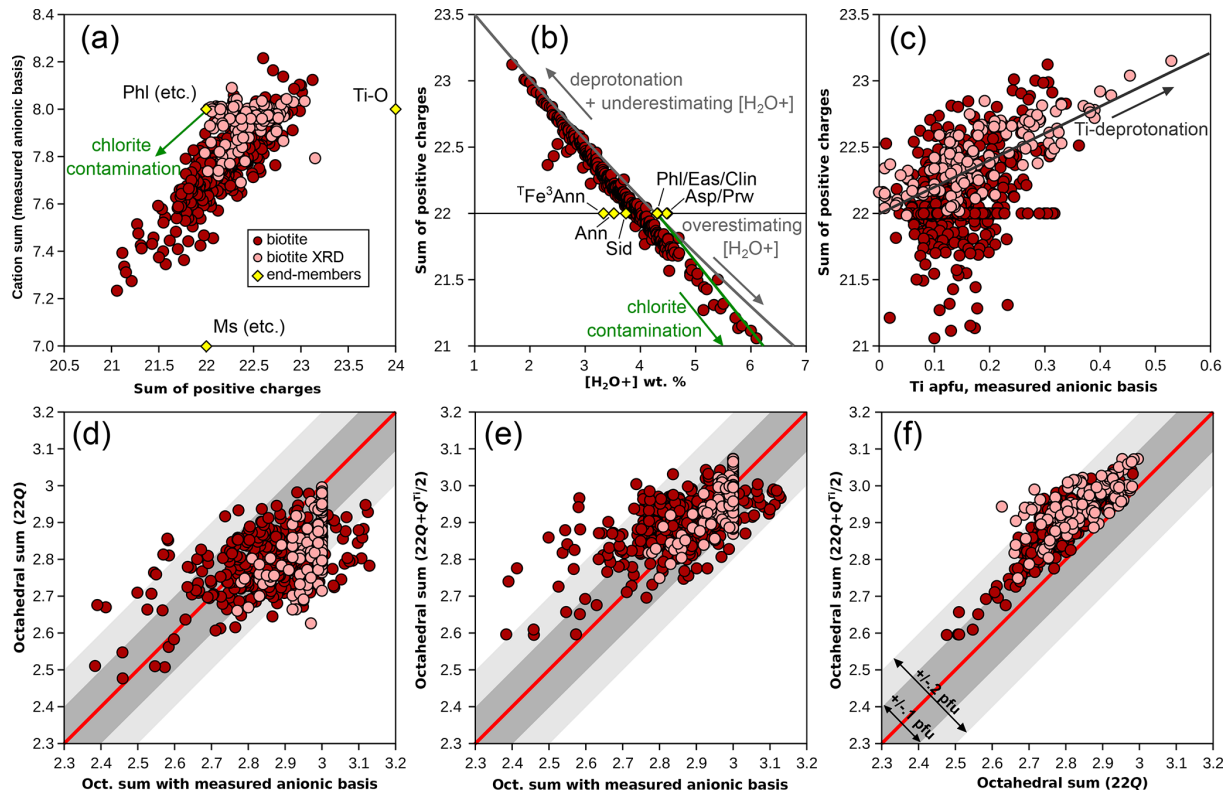 (a)
8.4
8.2
8.0
7.8
7.6
7.4
7.2
7.0
Cation sum (measured anionic basis)
Phl (etc.)
Ti-O
chlorite
contamination
biotite
biotite XRD
end-members
Ms (etc.)
20.5 21 21.5 22 22.5 23 23.5 24
Sum of positive charges
(b)
23.5
23
22.5
22
21.5
21
Sum of positive charges
deprotonation
+ underestimating [H₂O+]
Phl/Eas/Clin
ᵀFe³Ann
Asp/Prw
Ann
Sid
overestimating
[H₂O+]
chlorite
contamination
1 2 3 4 5 6 7
[H₂O+] wt. %
(c)
23.5
23
22.5
22
21.5
21
Sum of positive charges
Ti-deprotonation
0 0.1 0.2 0.3 0.4 0.5 0.6
Ti apfu, measured anionic basis
(d)
3.2
3.1
3
2.9
2.8
2.7
2.6
2.5
2.4
2.3
Octahedral sum (22Q)
2.3 2.4 2.5 2.6 2.7 2.8 2.9 3 3.1 3.2
Oct. sum with measured anionic basis
(e)
3.2
3.1
3
2.9
2.8
2.7
2.6
2.5
2.4
2.3
Octahedral sum (22Q+Qᵀⁱ/2)
2.3 2.4 2.5 2.6 2.7 2.8 2.9 3 3.1 3.2
Oct. sum with measured anionic basis
(f)
3.2
3.1
3
2.9
2.8
2.7
2.6
2.5
2.4
2.3
Octahedral sum (22Q+Qᵀⁱ/2)
+/-.2 pfu
+/-.1 pfu
2.3 2.4 2.5 2.6 2.7 2.8 2.9 3 3.1 3.2
Octahedral sum (22Q)